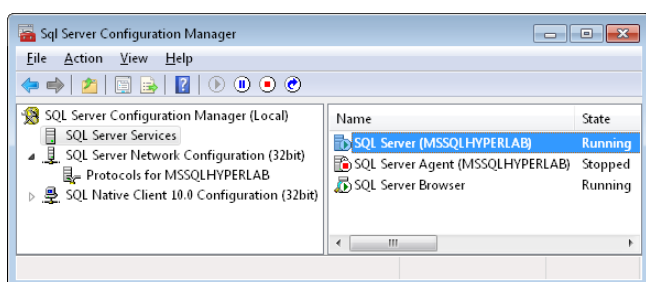 Sql Server Configuration Manager
File Action View Help
SQL Server Configuration Manager (Local)
SQL Server Services
SQL Server Network Configuration (32bit)
Protocols for MSSQLHYPERLAB
SQL Native Client 10.0 Configuration (32bit)
Name State
SQL Server (MSSQLHYPERLAB) Running
SQL Server Agent (MSSQLHYPERLAB) Stopped
SQL Server Browser Running